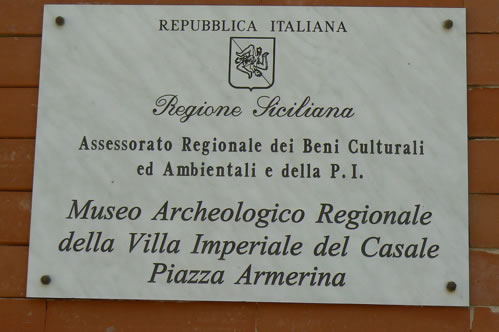 REPUBBLICA ITALIANA
Regione Siciliana
Assessorato Regionale dei Beni Culturali
ed Ambientali e della P.I.
Museo Archeologico Regionale
della Villa Imperiale del Casale
Piazza Armerina